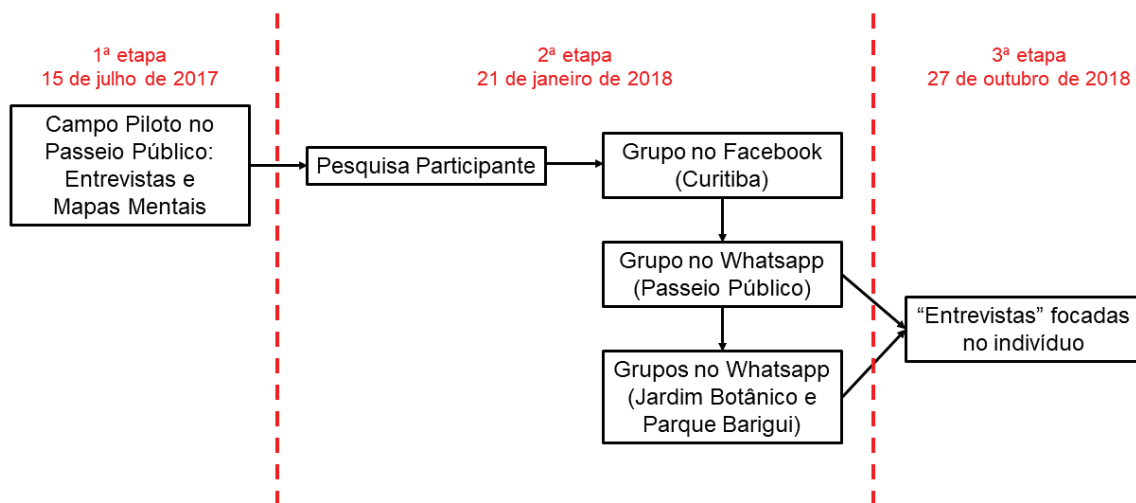 1ª etapa
15 de julho de 2017
2ª etapa
21 de janeiro de 2018
3ª etapa
27 de outubro de 2018
Campo Piloto no
Passeio Público:
Entrevistas e
Mapas Mentais
Pesquisa Participante
Grupo no Facebook
(Curitiba)
Grupo no Whatsapp
(Passeio Público)
Grupos no Whatsapp
(Jardim Botânico e
Parque Barigui)
“Entrevistas” focadas
no indivíduo